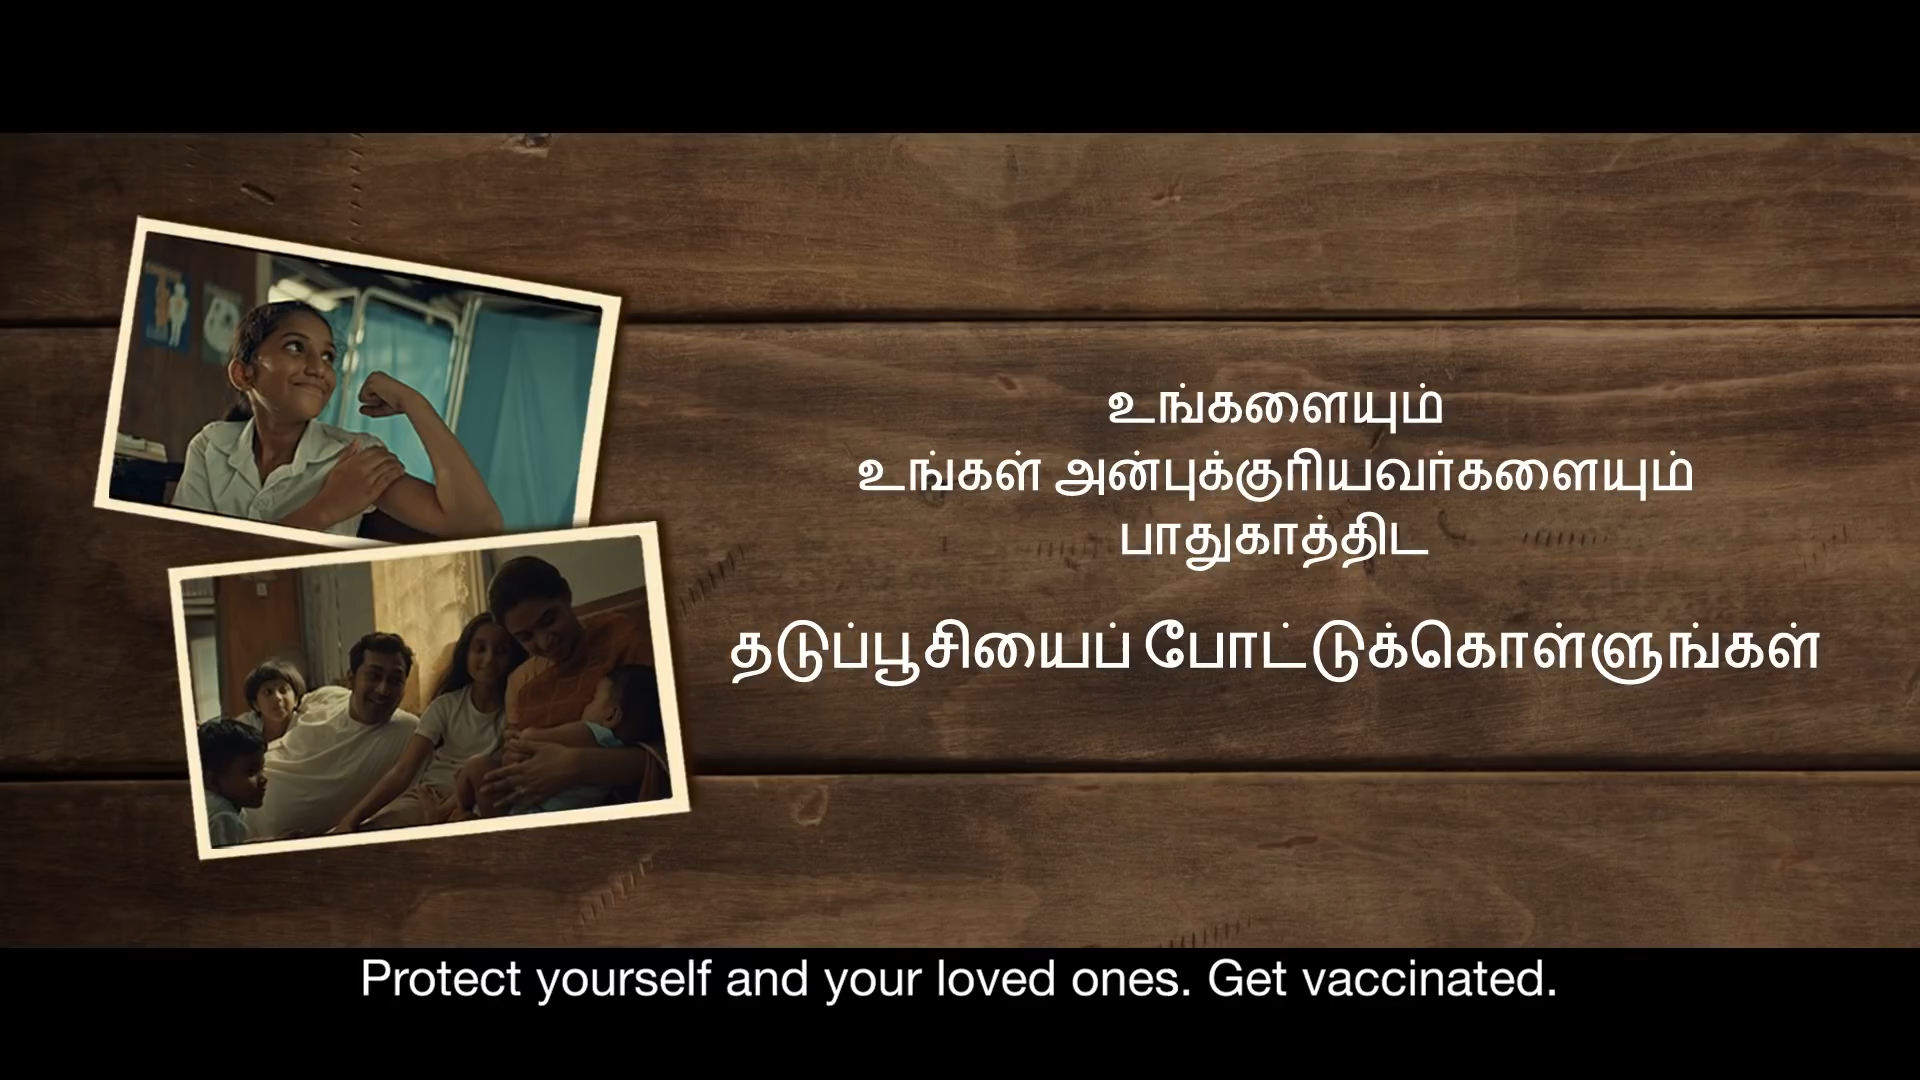 உங்களையும்
உங்கள் அன்புக்குரியவர்களையும்
பாதுகாத்திட
தடுப்பூசியைப் போட்டுக்கொள்ளுங்கள்
Protect yourself and your loved ones. Get vaccinated.